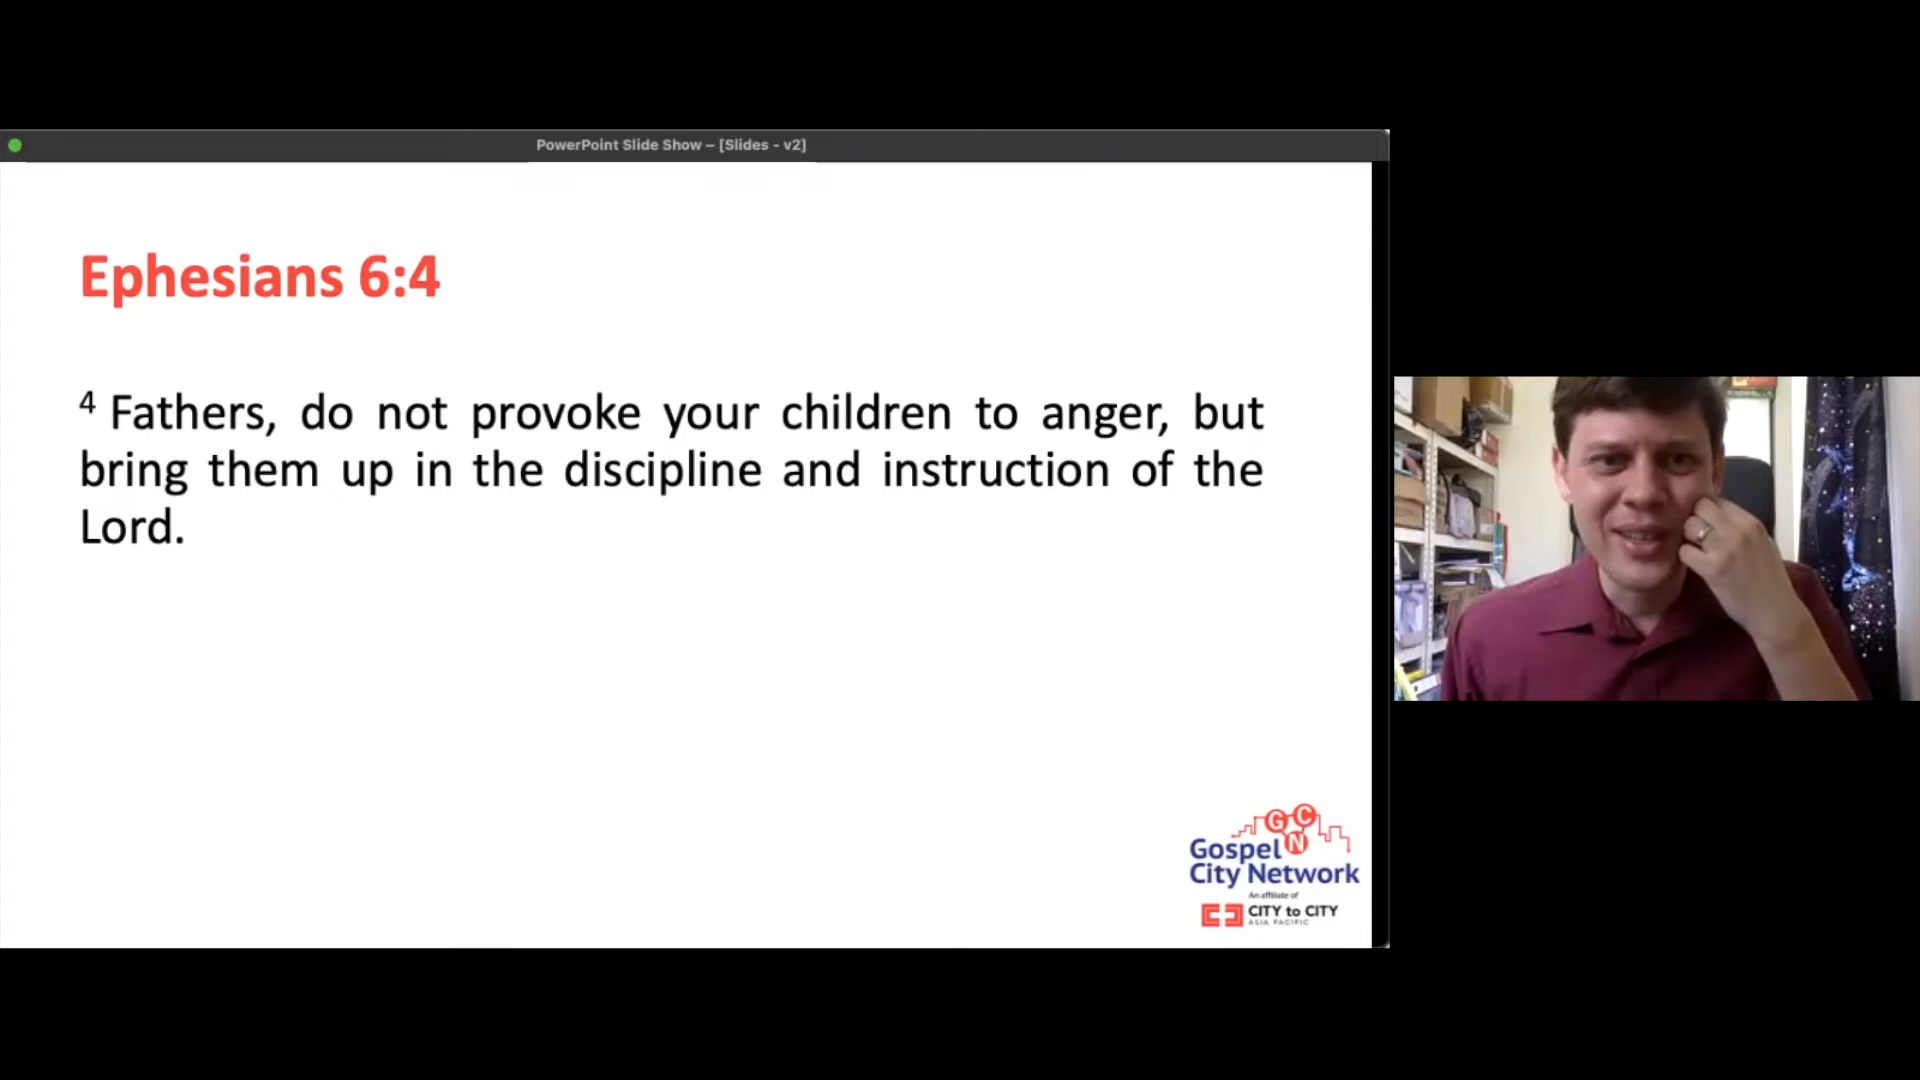 PowerPoint Slide Show – [Slides - v2]
Ephesians 6:4
4 Fathers, do not provoke your children to anger, but
bring them up in the discipline and instruction of the
Lord.
G C
N
Gospel
City Network
An affiliate of
CITY to CITY
ASIA PACIFIC